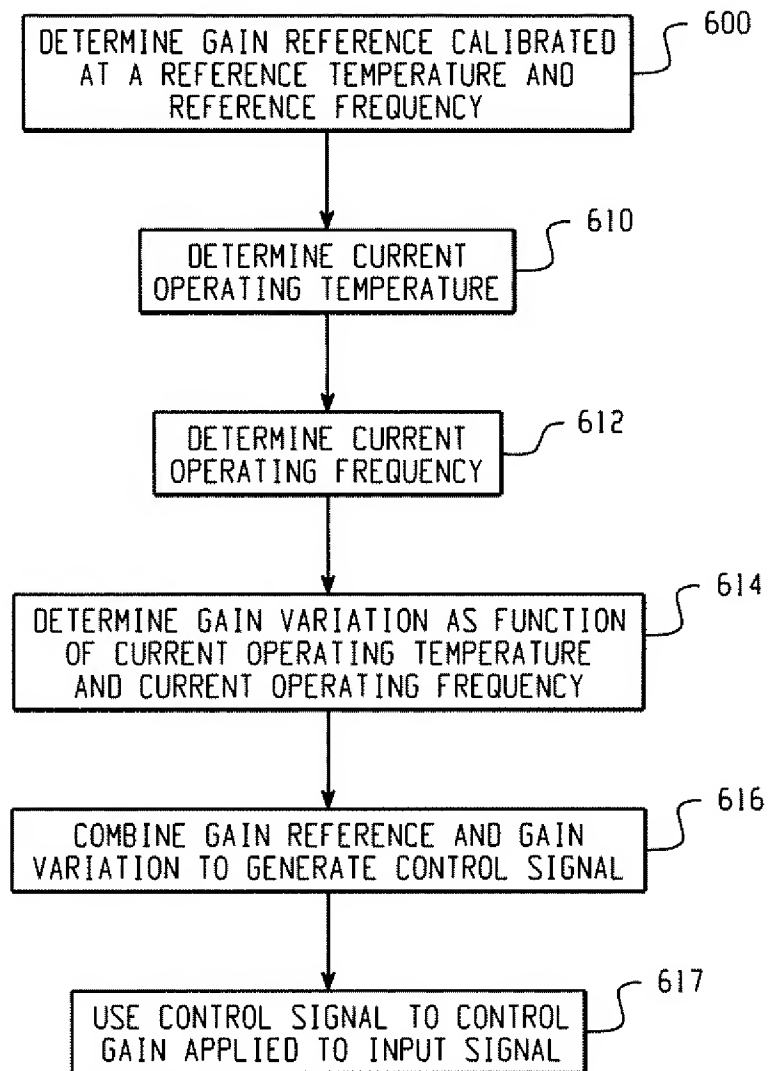 DETERMINE GAIN REFERENCE CALIBRATED
AT A REFERENCE TEMPERATURE AND
REFERENCE FREQUENCY
600
DETERMINE CURRENT
OPERATING TEMPERATURE
610
DETERMINE CURRENT
OPERATING FREQUENCY
612
DETERMINE GAIN VARIATION AS FUNCTION
OF CURRENT OPERATING TEMPERATURE
AND CURRENT OPERATING FREQUENCY
614
COMBINE GAIN REFERENCE AND GAIN
VARIATION TO GENERATE CONTROL SIGNAL
616
USE CONTROL SIGNAL TO CONTROL
GAIN APPLIED TO INPUT SIGNAL
617